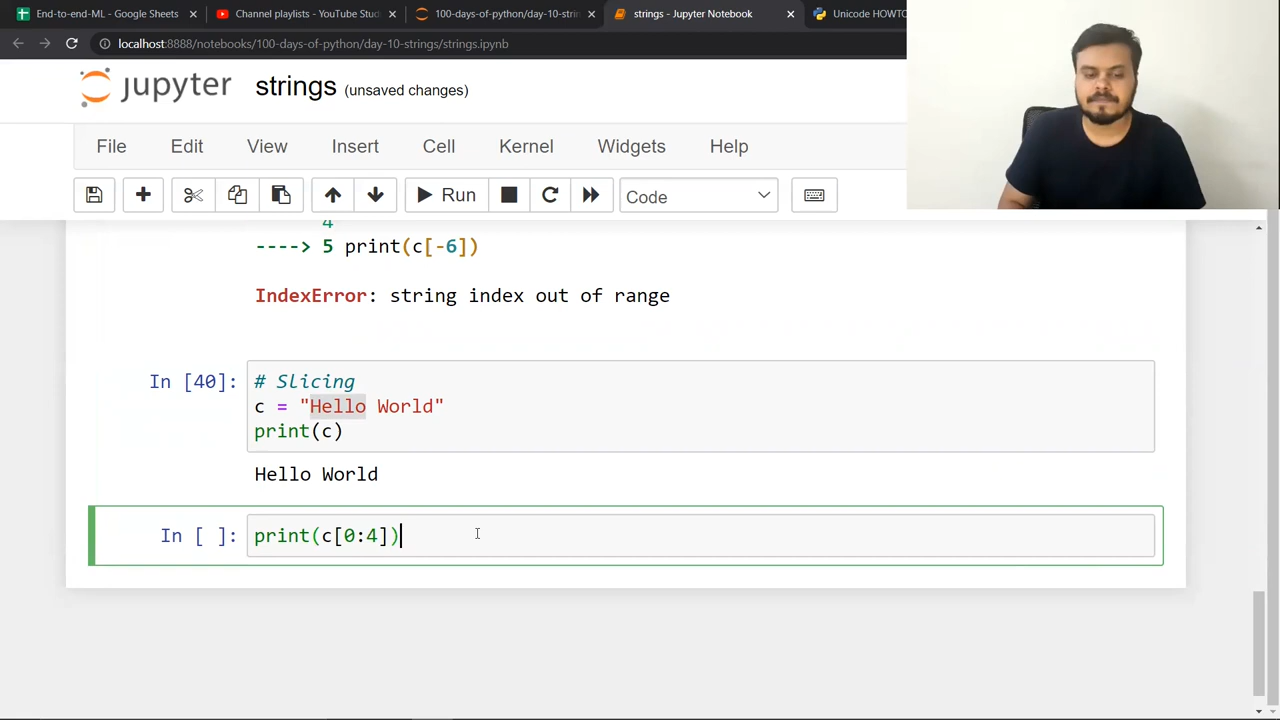 End-to-end-ML - Google Sheets
Channel playlists - YouTube Stud
100-days-of-python/day-10-strin
strings - Jupyter Notebook
Unicode HOWTO
localhost:8888/notebooks/100-days-of-python/day-10-strings/strings.ipynb
jupyter strings (unsaved changes)
File Edit View Insert Cell Kernel Widgets Help
Run Code
4
----> 5 print(c[-6])
IndexError: string index out of range
In [40]: # Slicing
c = "Hello World"
print(c)
Hello World
In [ ]: print(c[0:4])